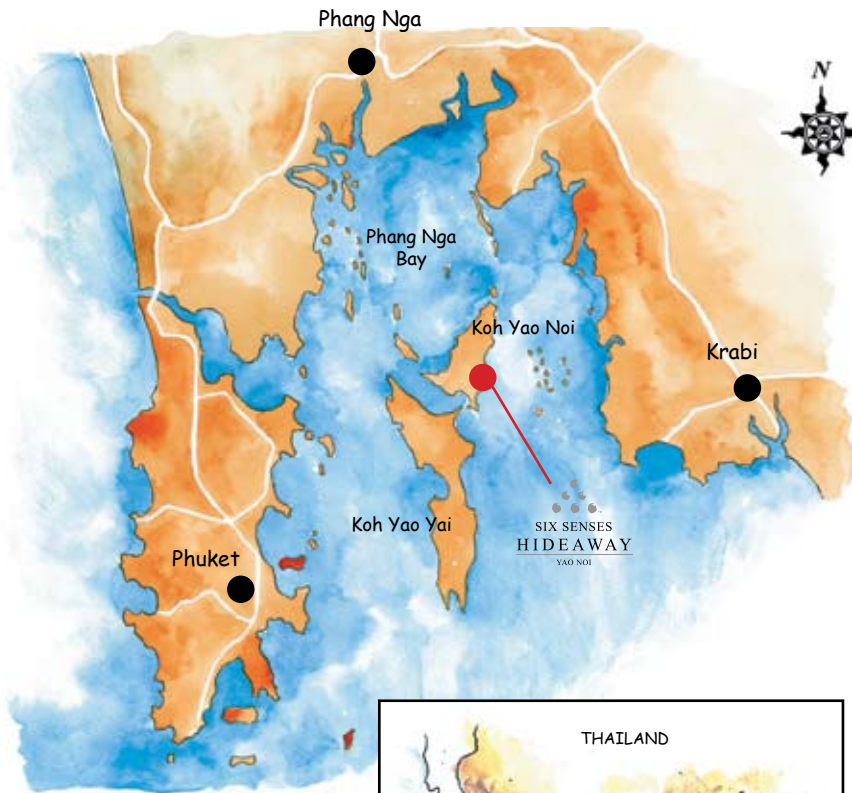 Phang Nga
N
Phang Nga
Bay
Koh Yao Noi
Krabi
Koh Yao Yai
SIX SENSES
HIDEAWAY
YAO NOI
Phuket
THAILAND